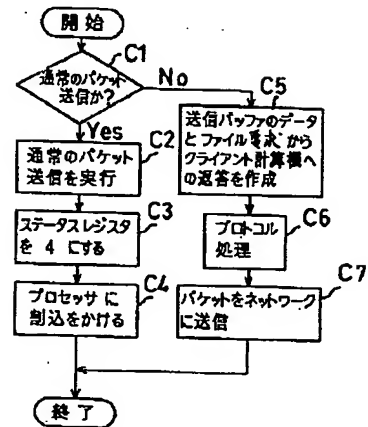 開始
C1
通常のパケット
送信か?
No
Yes
C2
通常のパケット
送信を実行
C3
ステータスレジスタ
を 4 にする
C4
プロセッサに
割込をかける
C5
送信バッファのデータ
とファイル要求から
クライアント計算機へ
の返答を作成
C6
プロトコル
処理
C7
パケットをネットワーク
に送信
終了